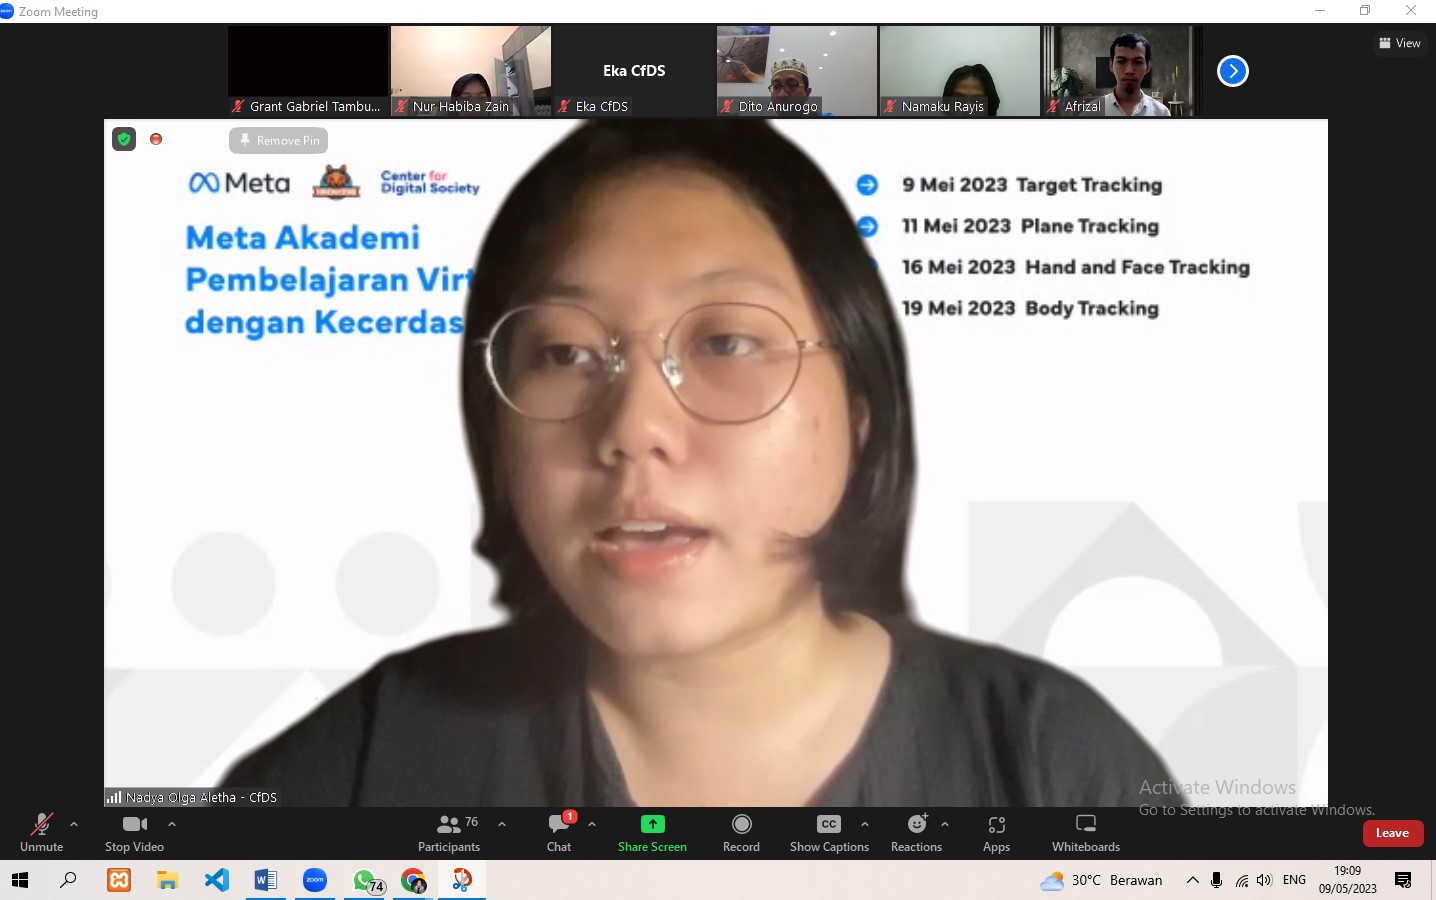 Zoom Meeting
View
Eka CfDS
Grant Gabriel Tambu...
Nur Habiba Zain
Eka CfDS
Dito Anurogo
Namaku Rayis
Afrizal
Remove Pin
Meta
Center for
Digital Society
Meta Akademi
Pembelajaran Virt
dengan Kecerdas
9 Mei 2023 Target Tracking
11 Mei 2023 Plane Tracking
16 Mei 2023 Hand and Face Tracking
19 Mei 2023 Body Tracking
Nadya Olga Aletha - CfDS
Activate Windows
Go to Settings to activate Windows.
Unmute
Stop Video
76
Participants
1
Chat
Share Screen
Record
CC
Show Captions
Reactions
Apps
Whiteboards
Leave
zoom
74
30°C Berawan
ENG
19:09
09/05/2023